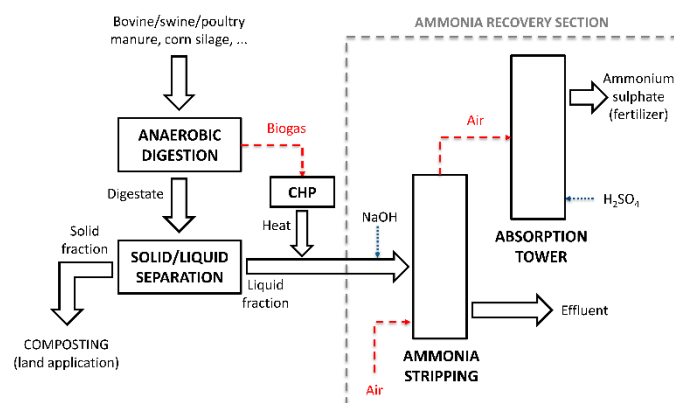 Bovine/swine/poultry
manure, corn silage, ...
AMMONIA RECOVERY SECTION
Ammonium
sulphate
(fertilizer)
Air
Biogas
ANAEROBIC
DIGESTION
CHP
Digestate
Heat
NaOH
H₂SO₄
Solid
fraction
SOLID/LIQUID
SEPARATION
Liquid
fraction
ABSORPTION
TOWER
Effluent
COMPOSTING
(land application)
AMMONIA
STRIPPING
Air